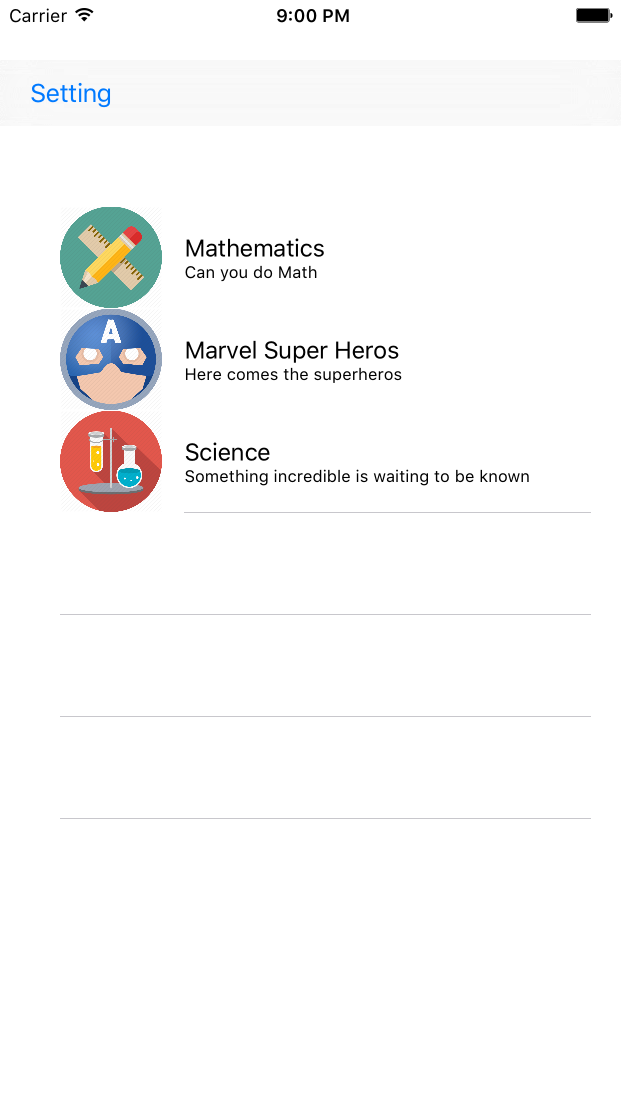 Carrier 9:00 PM
Setting
Mathematics
Can you do Math
A
Marvel Super Heros
Here comes the superheros
Science
Something incredible is waiting to be known